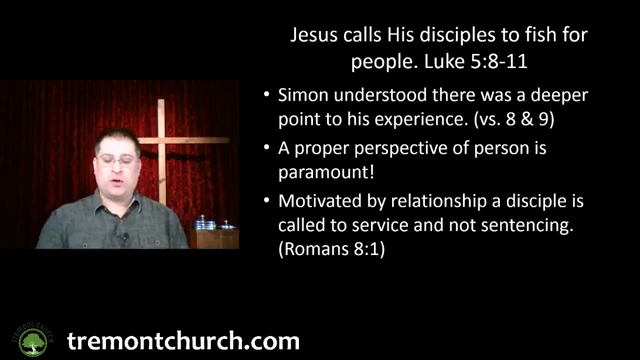 Jesus calls His disciples to fish for
people. Luke 5:8-11
• Simon understood there was a deeper
point to his experience. (vs. 8 & 9)
• A proper perspective of person is
paramount!
• Motivated by relationship a disciple is
called to service and not sentencing.
(Romans 8:1)
TREMONT CHURCH
tremontchurch.com